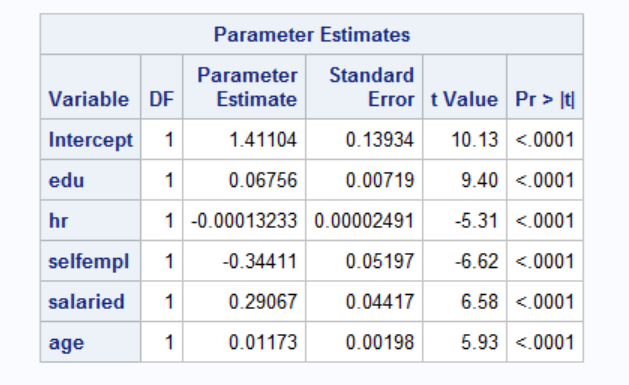 Parameter Estimates
Variable DF Parameter Estimate Standard Error t Value Pr > |t|
Intercept 1 1.41104 0.13934 10.13 <.0001
edu 1 0.06756 0.00719 9.40 <.0001
hr 1 -0.00013233 0.00002491 -5.31 <.0001
selfempl 1 -0.34411 0.05197 -6.62 <.0001
salaried 1 0.29067 0.04417 6.58 <.0001
age 1 0.01173 0.00198 5.93 <.0001